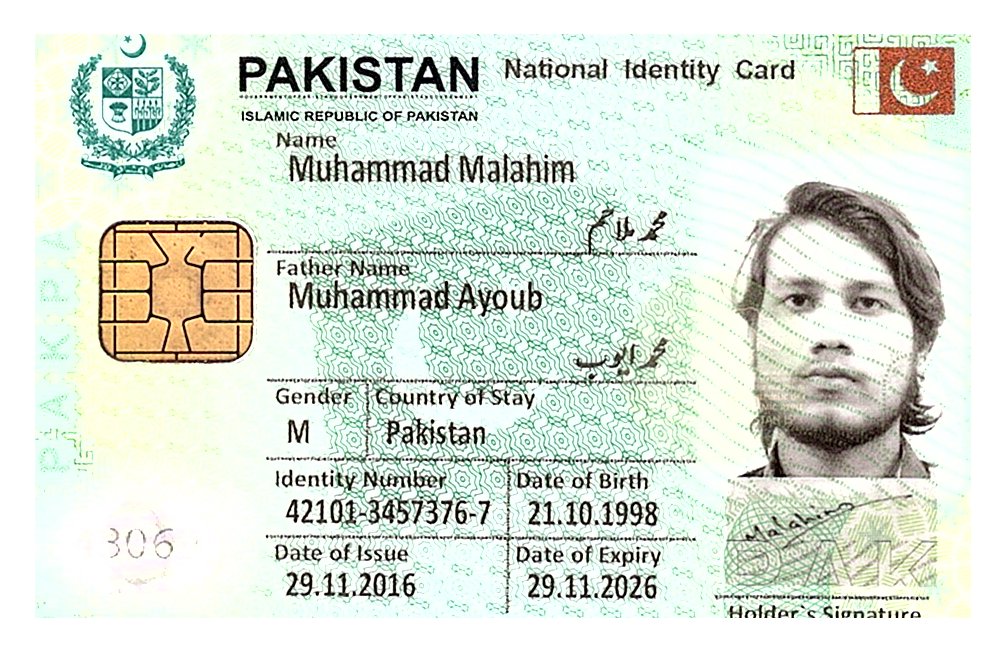 PAKISTAN National Identity Card
ISLAMIC REPUBLIC OF PAKISTAN
Name
Muhammad Malahim
محمد ملاحم
Father Name
Muhammad Ayoub
محمد ایوب
Gender Country of Stay
M Pakistan
Identity Number Date of Birth
42101-3457376-7 21.10.1998
Date of Issue Date of Expiry
29.11.2016 29.11.2026
306
Malahim
Holder`s Signature
PAK